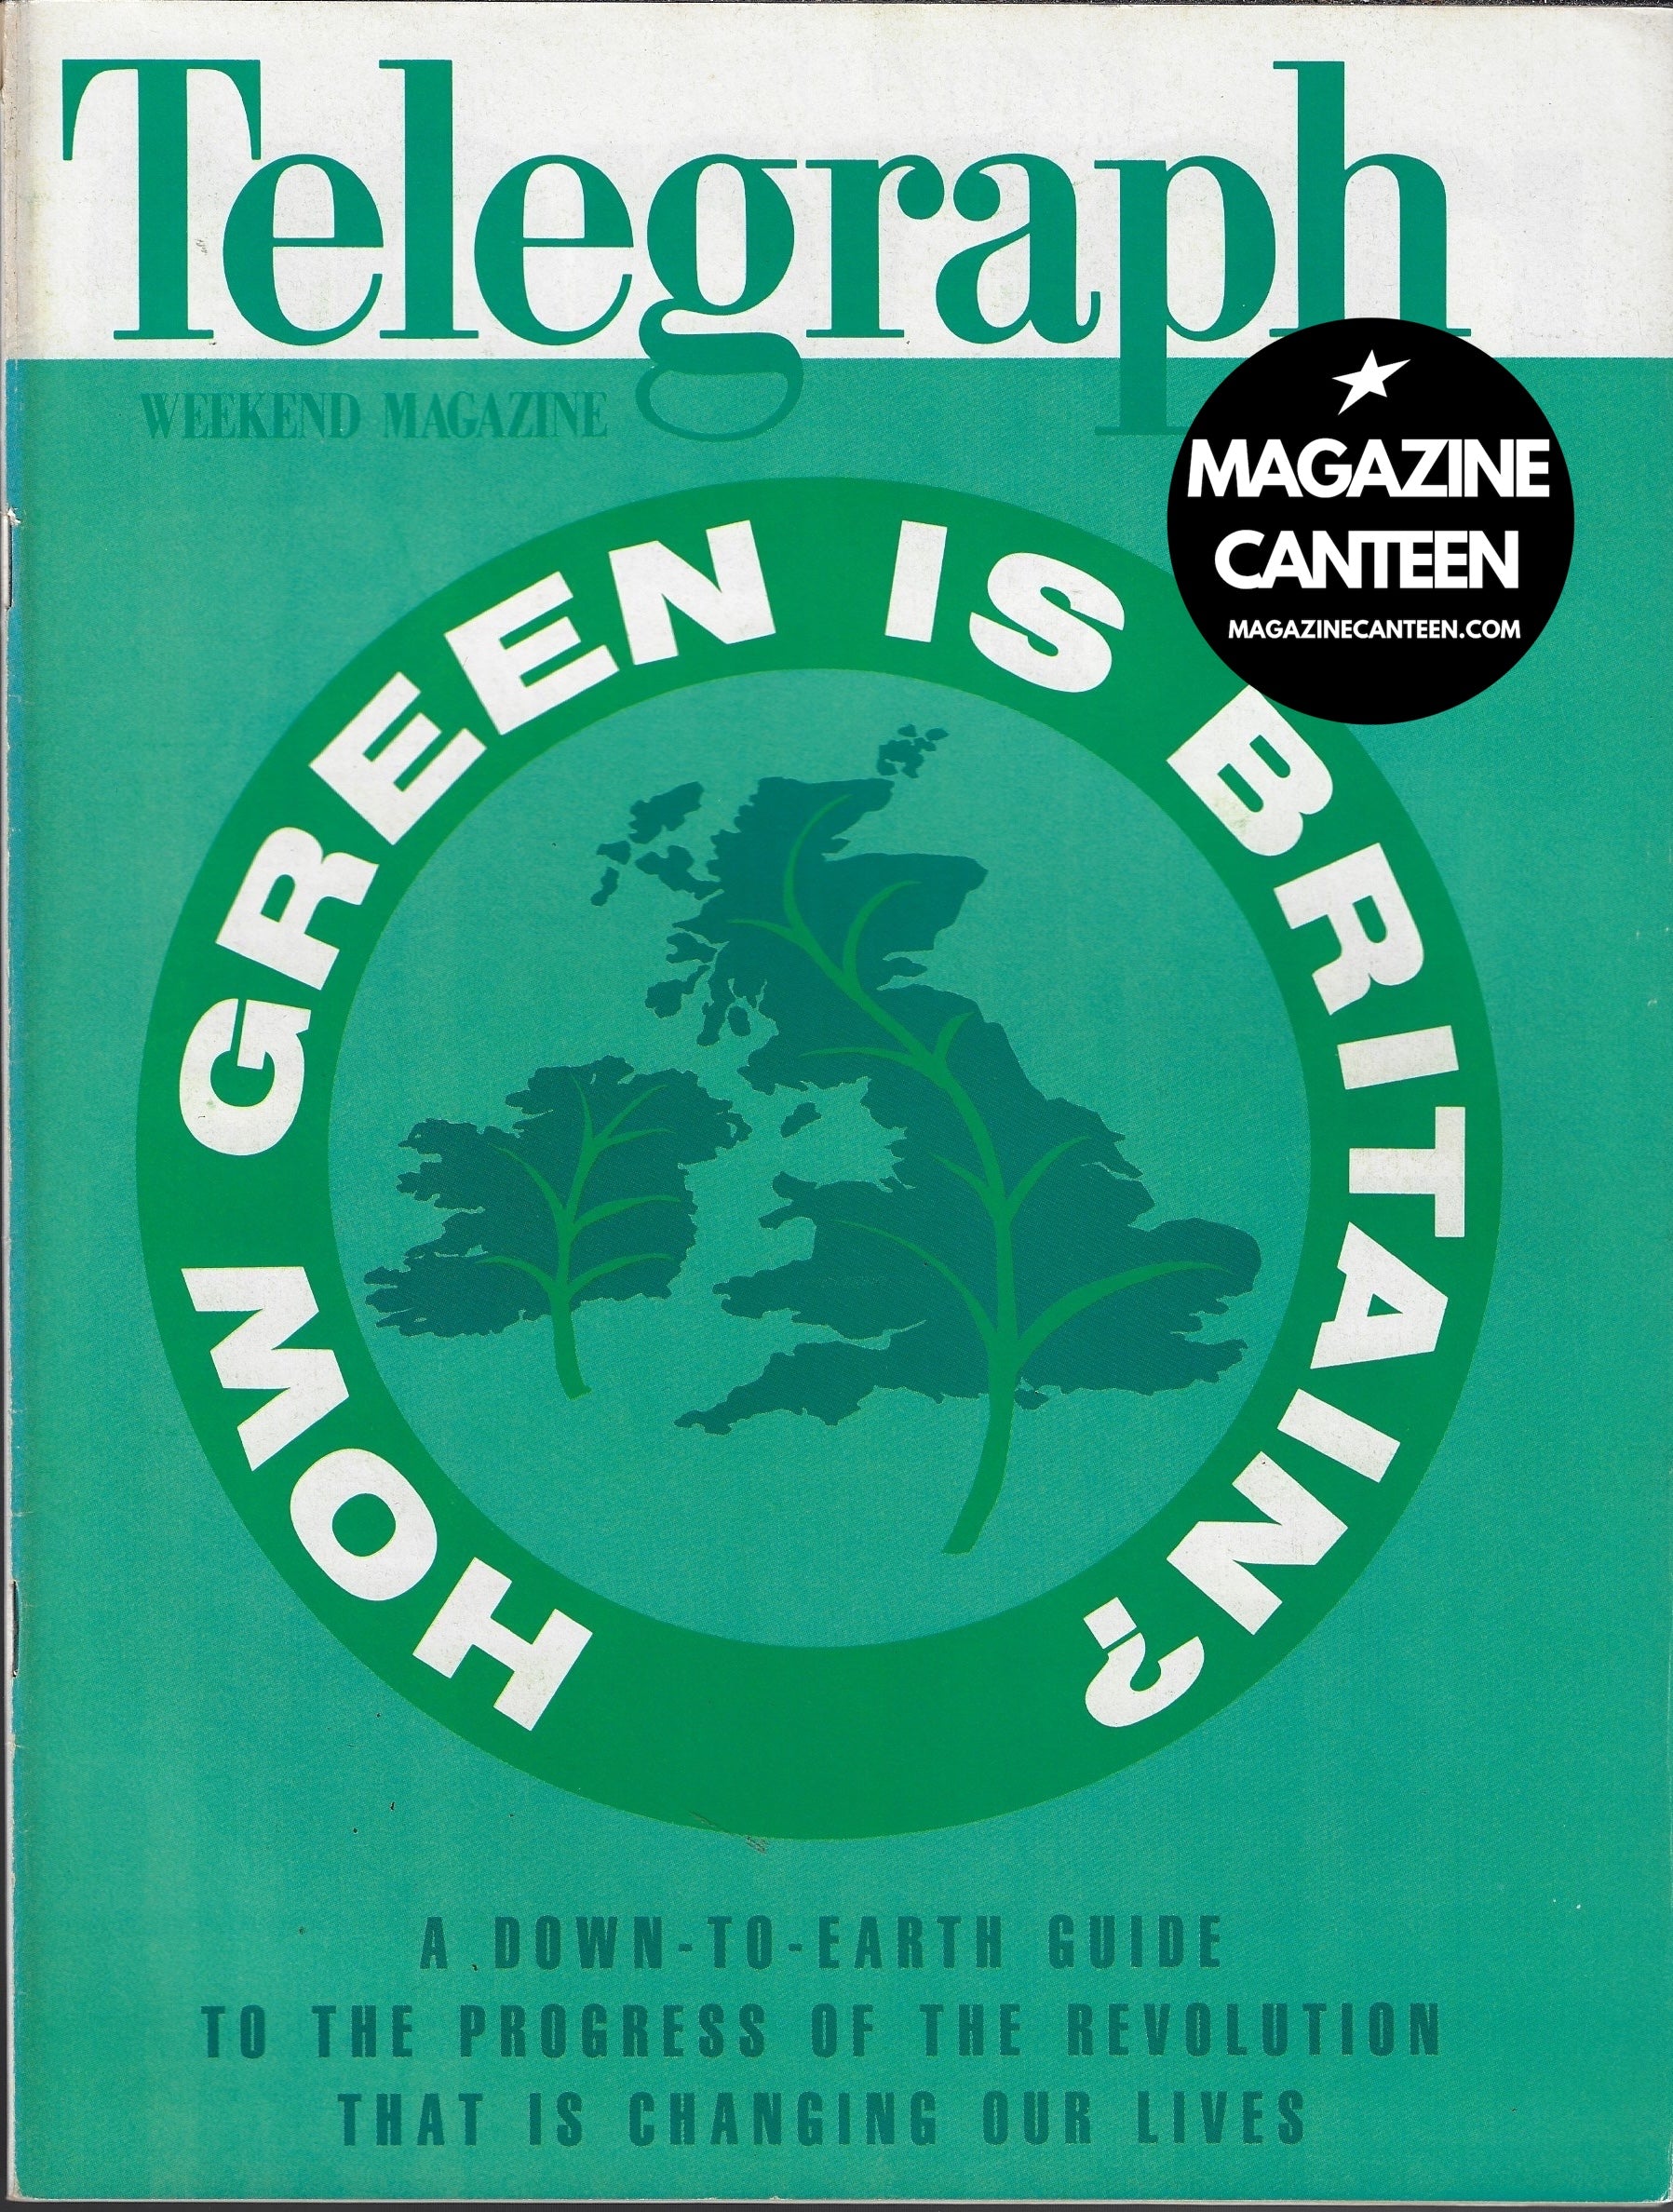 Telegraph
WEEKEND MAGAZINE
MAGAZINE
CANTEEN
MAGAZINECANTEEN.COM
HOW GREEN IS BRITAIN?
A DOWN-TO-EARTH GUIDE
TO THE PROGRESS OF THE REVOLUTION
THAT IS CHANGING OUR LIVES